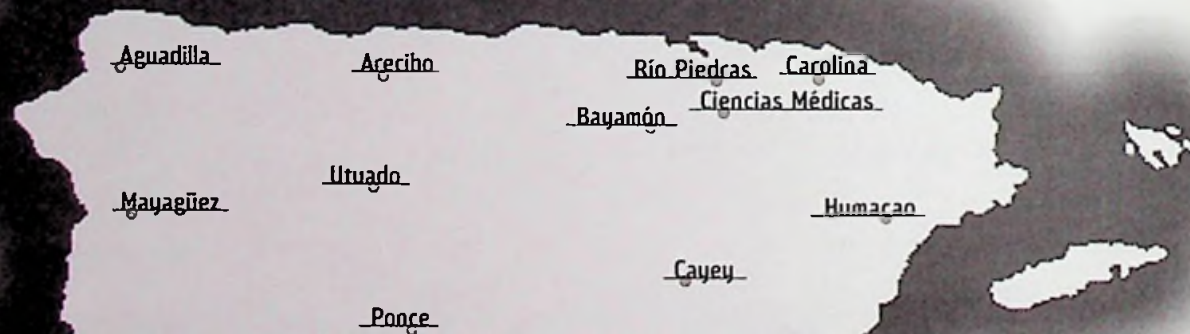 Aguadilla
Arecibo
Río Piedras
Carolina
Ciencias Médicas
Bayamón
Utuado
Mayagüez
Humacao
Cayey
Ponce